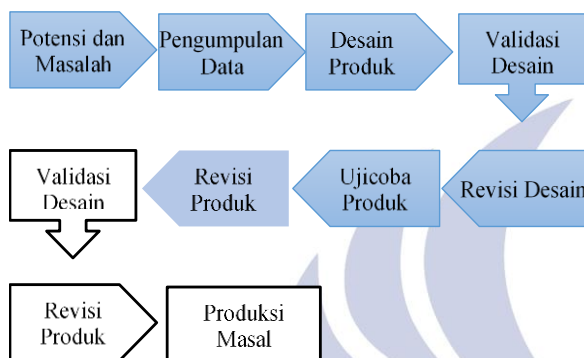 Potensi dan
Masalah
Pengumpulan
Data
Desain
Produk
Validasi
Desain
Revisi Desain
Ujicoba
Produk
Revisi
Produk
Validasi
Desain
Revisi
Produk
Produksi
Masal